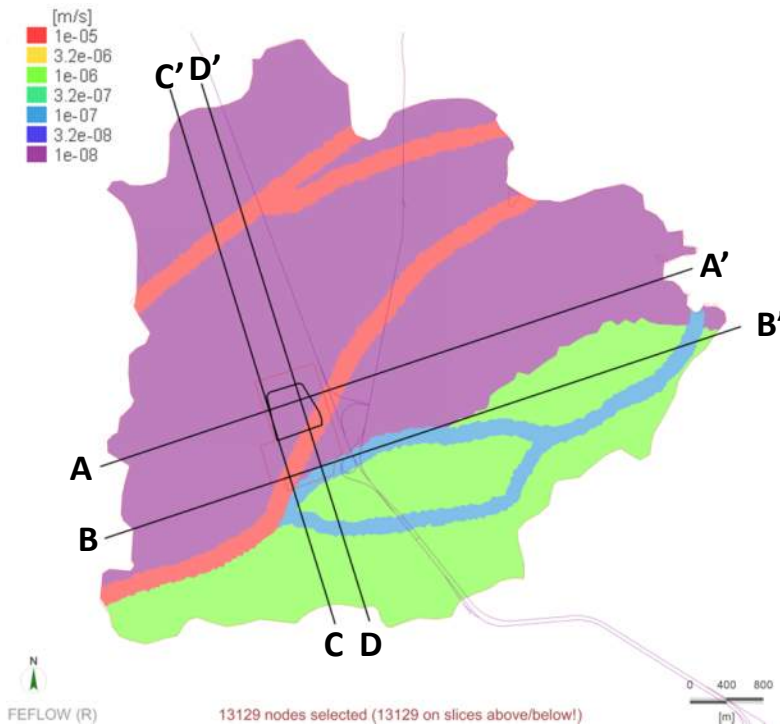 [m/s]
1e-05
3.2e-06
1e-06
3.2e-07
1e-07
3.2e-08
1e-08
C' D'
A'
B'
A
B
C D
N
FEFLOW (R)
13129 nodes selected (13129 on slices above/below!)
0 400 800
[m]